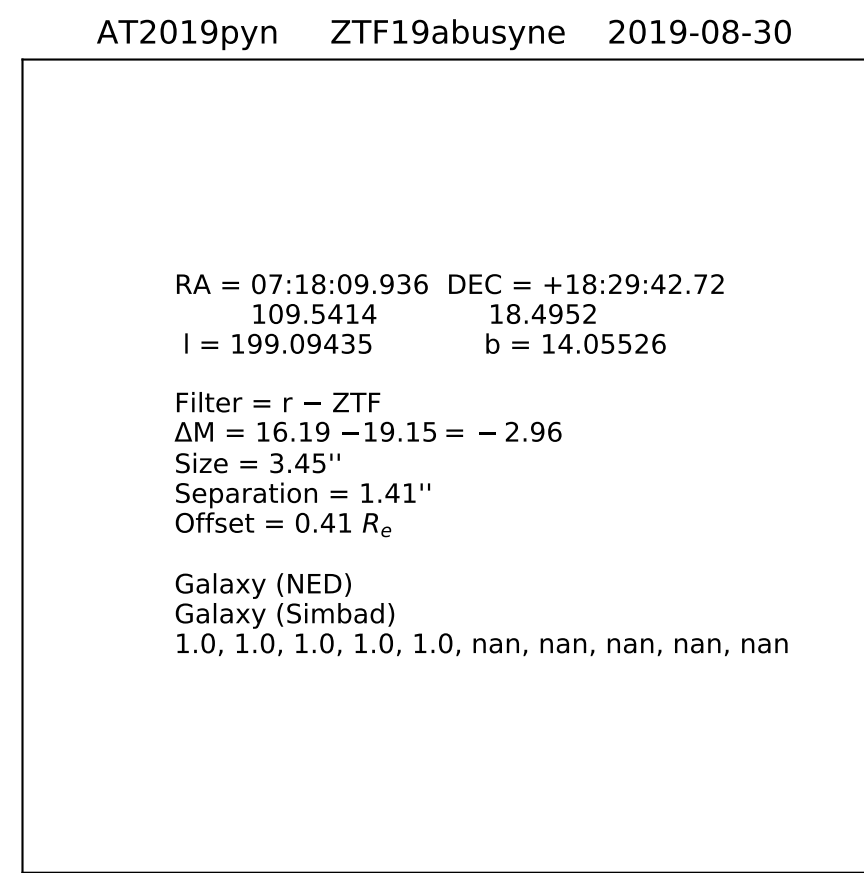 AT2019pyn ZTF19abusyne 2019-08-30
RA = 07:18:09.936 DEC = +18:29:42.72
109.5414 18.4952
l = 199.09435 b = 14.05526
Filter = r − ZTF
ΔM = 16.19 −19.15 = − 2.96
Size = 3.45''
Separation = 1.41''
Offset = 0.41 Re
Galaxy (NED)
Galaxy (Simbad)
1.0, 1.0, 1.0, 1.0, 1.0, nan, nan, nan, nan, nan